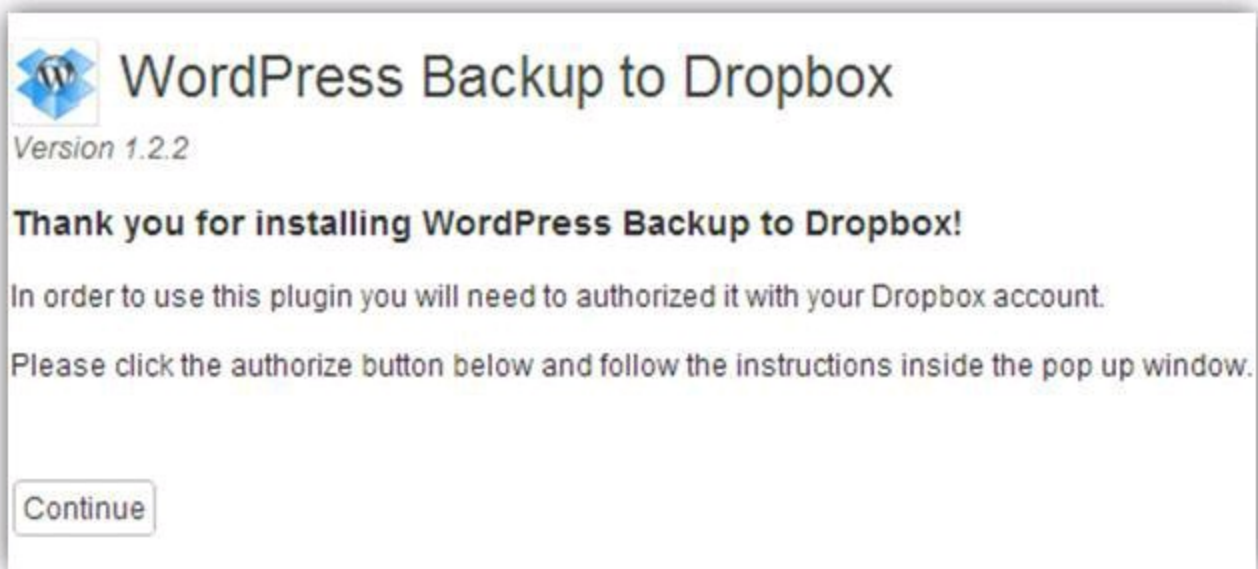 WordPress Backup to Dropbox
Version 1.2.2
Thank you for installing WordPress Backup to Dropbox!
In order to use this plugin you will need to authorized it with your Dropbox account.
Please click the authorize button below and follow the instructions inside the pop up window.
Continue